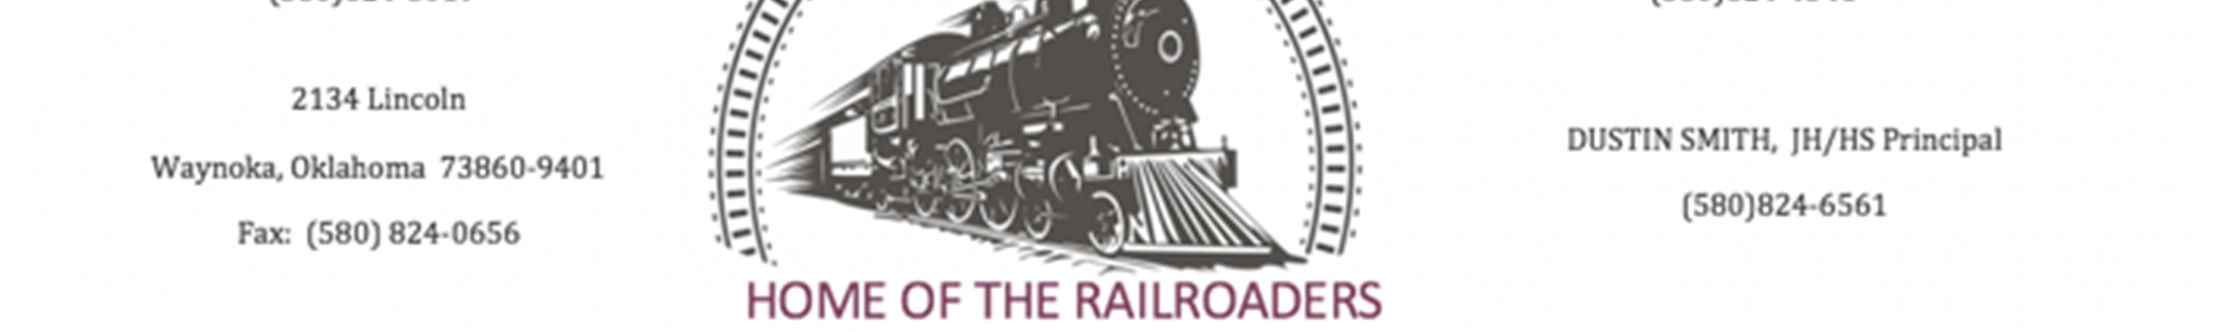 2134 Lincoln
Waynoka, Oklahoma 73860-9401
Fax: (580) 824-0656
HOME OF THE RAILROADERS
DUSTIN SMITH, JH/HS Principal
(580)824-6561